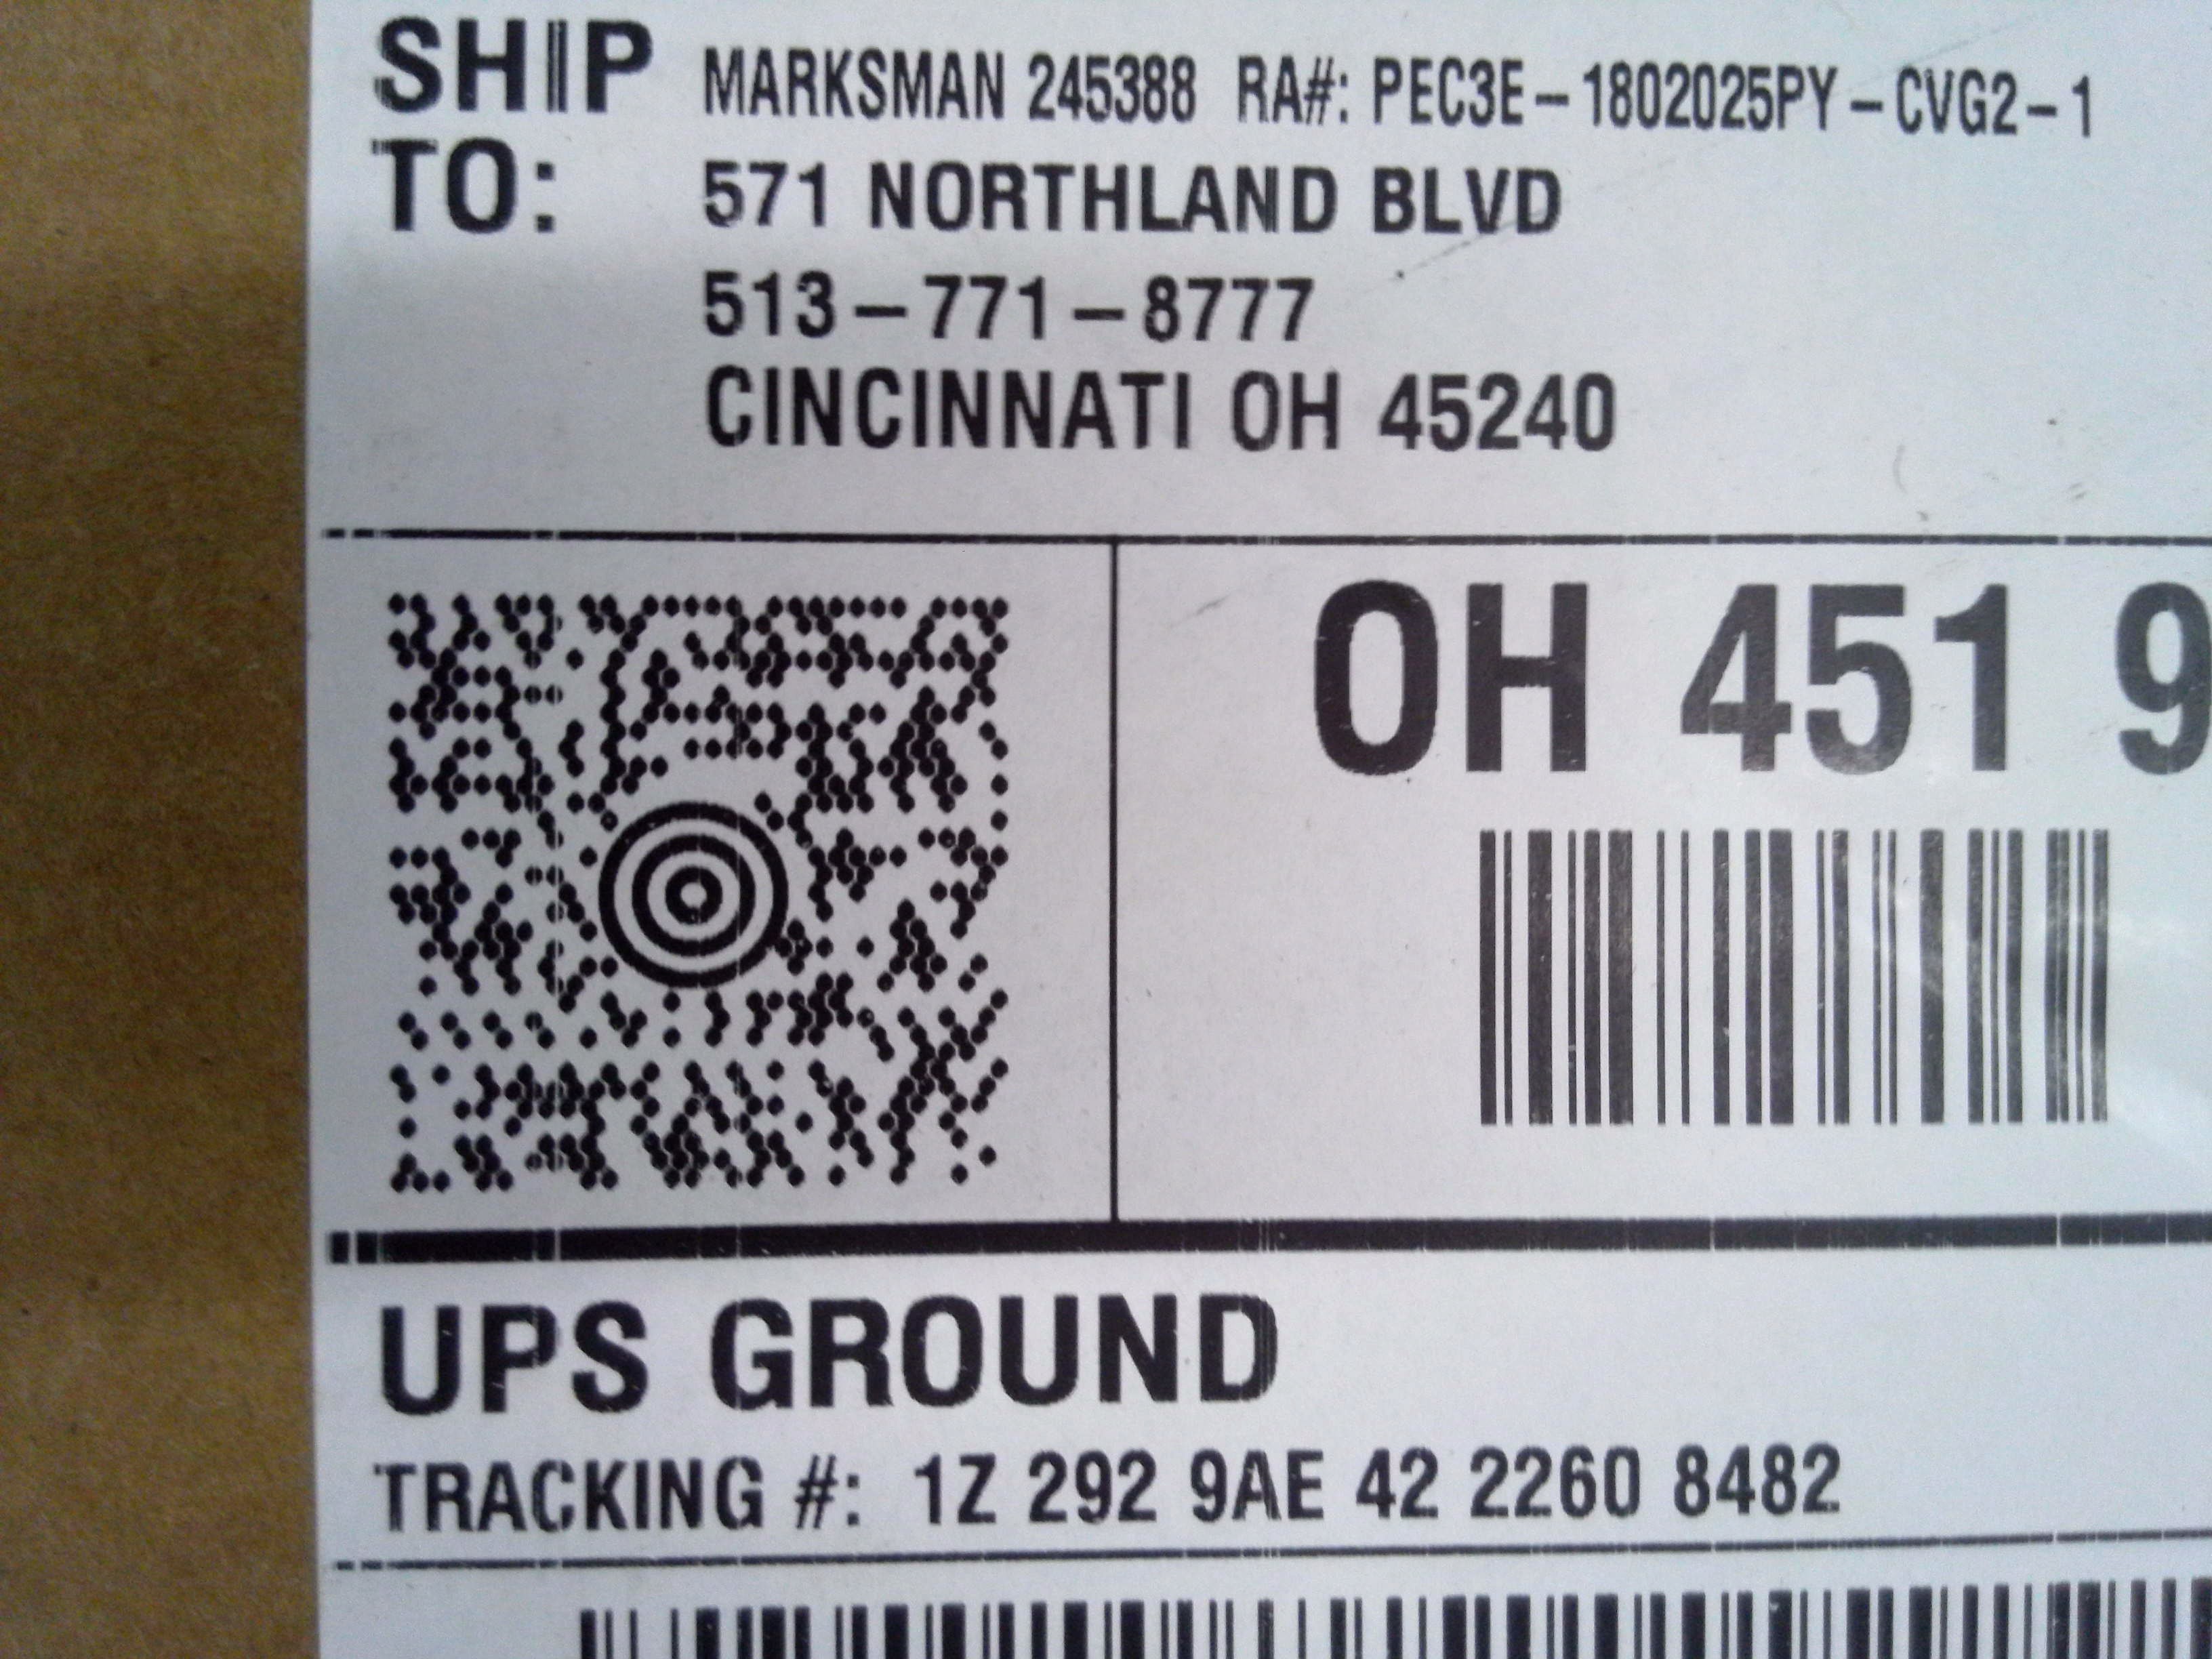 SHIP MARKSMAN 245388 RA#: PEC3E-1802025PY-CVG2-1
TO: 571 NORTHLAND BLVD
513-771-8777
CINCINNATI OH 45240
OH 451 9
UPS GROUND
TRACKING #: 1Z 292 9AE 42 2260 8482